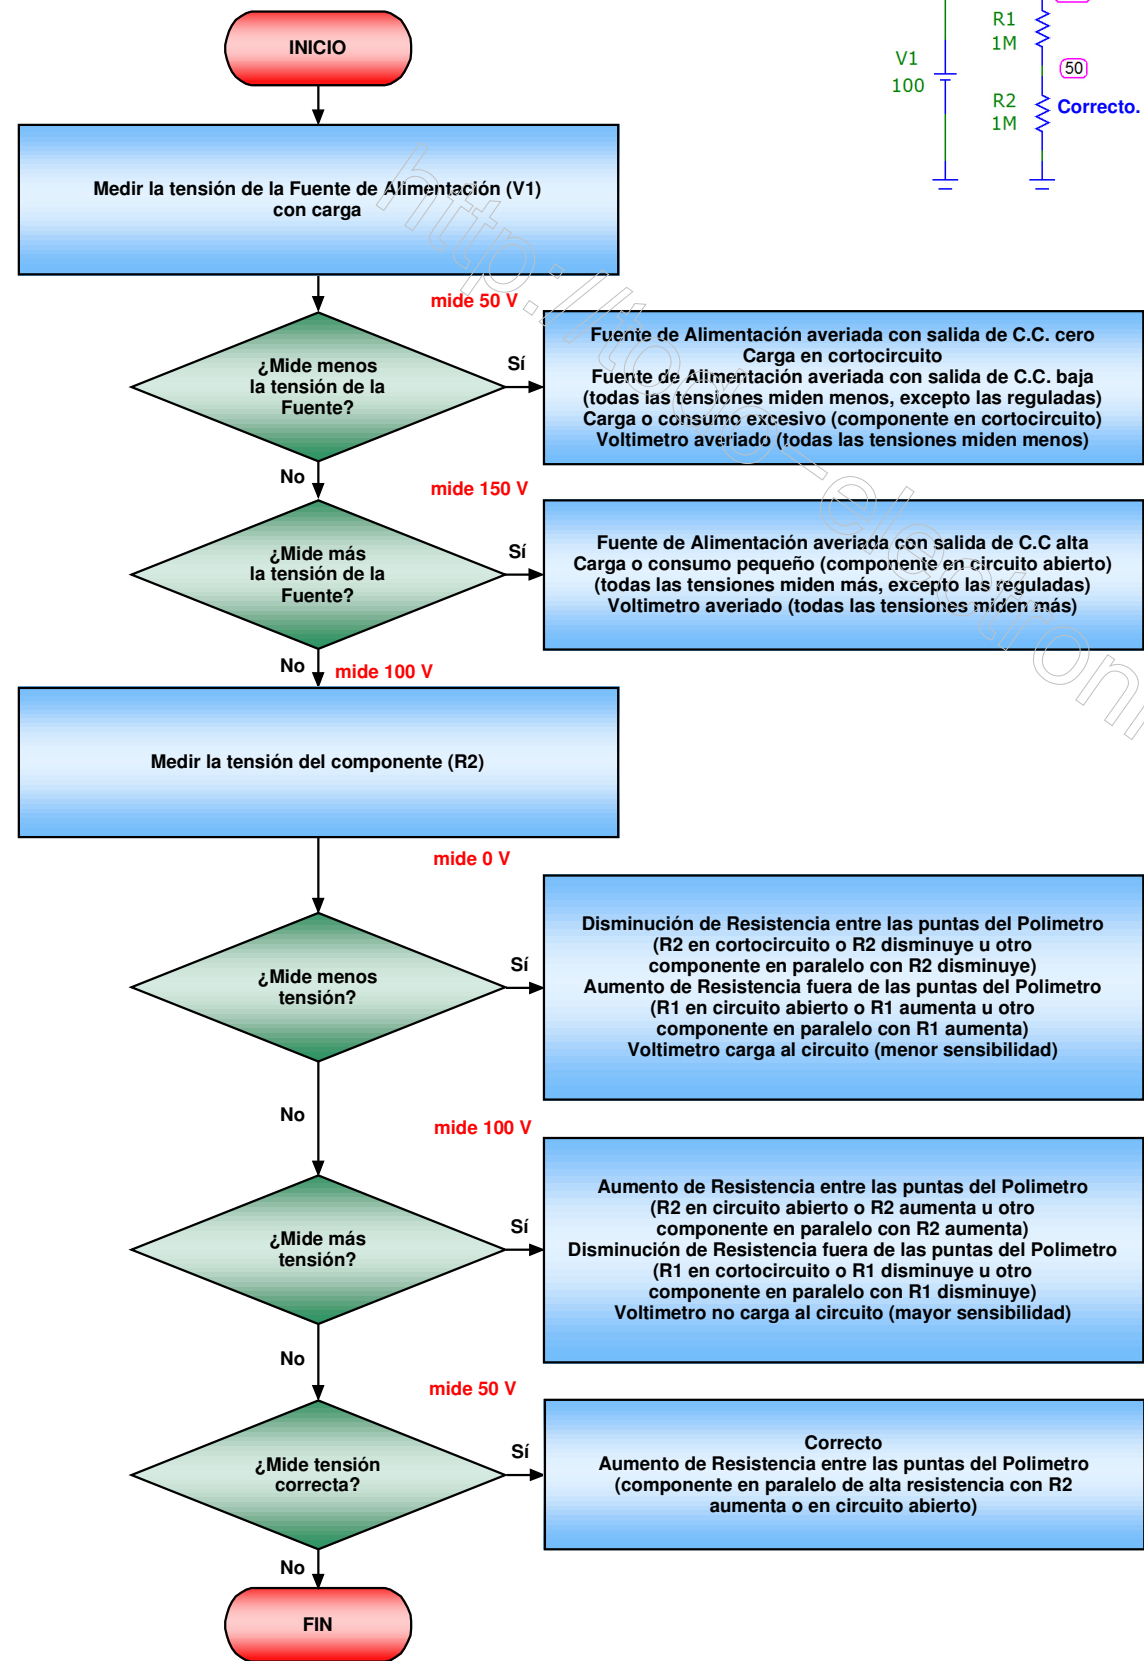 INICIO
R1
1M
50
V1
100
R2
1M
Correcto.
Medir la tensión de la Fuente de Alimentación (V1)
con carga
http://todo-electroni
mide 50 V
¿Mide menos
la tensión de la
Fuente?
Sí
Fuente de Alimentación averiada con salida de C.C. cero
Carga en cortocircuito
Fuente de Alimentación averiada con salida de C.C. baja
(todas las tensiones miden menos, excepto las reguladas)
Carga o consumo excesivo (componente en cortocircuito)
Voltimetro averiado (todas las tensiones miden menos)
No
mide 150 V
¿Mide más
la tensión de la
Fuente?
Sí
Fuente de Alimentación averiada con salida de C.C alta
Carga o consumo pequeño (componente en circuito abierto)
(todas las tensiones miden más, excepto las reguladas)
Voltimetro averiado (todas las tensiones miden más)
No
mide 100 V
Medir la tensión del componente (R2)
mide 0 V
¿Mide menos
tensión?
Sí
Disminución de Resistencia entre las puntas del Polimetro
(R2 en cortocircuito o R2 disminuye u otro
componente en paralelo con R2 disminuye)
Aumento de Resistencia fuera de las puntas del Polimetro
(R1 en circuito abierto o R1 aumenta u otro
componente en paralelo con R1 aumenta)
Voltimetro carga al circuito (menor sensibilidad)
No
mide 100 V
¿Mide más
tensión?
Sí
Aumento de Resistencia entre las puntas del Polimetro
(R2 en circuito abierto o R2 aumenta u otro
componente en paralelo con R2 aumenta)
Disminución de Resistencia fuera de las puntas del Polimetro
(R1 en cortocircuito o R1 disminuye u otro
componente en paralelo con R1 disminuye)
Voltimetro no carga al circuito (mayor sensibilidad)
No
mide 50 V
¿Mide tensión
correcta?
Sí
Correcto
Aumento de Resistencia entre las puntas del Polimetro
(componente en paralelo de alta resistencia con R2
aumenta o en circuito abierto)
No
FIN